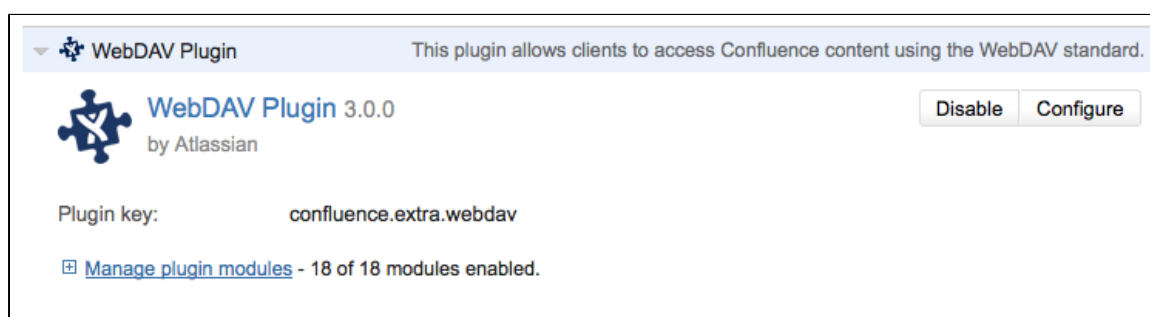 WebDAV Plugin This plugin allows clients to access Confluence content using the WebDAV standard.
WebDAV Plugin 3.0.0 Disable Configure
by Atlassian
Plugin key: confluence.extra.webdav
Manage plugin modules - 18 of 18 modules enabled.